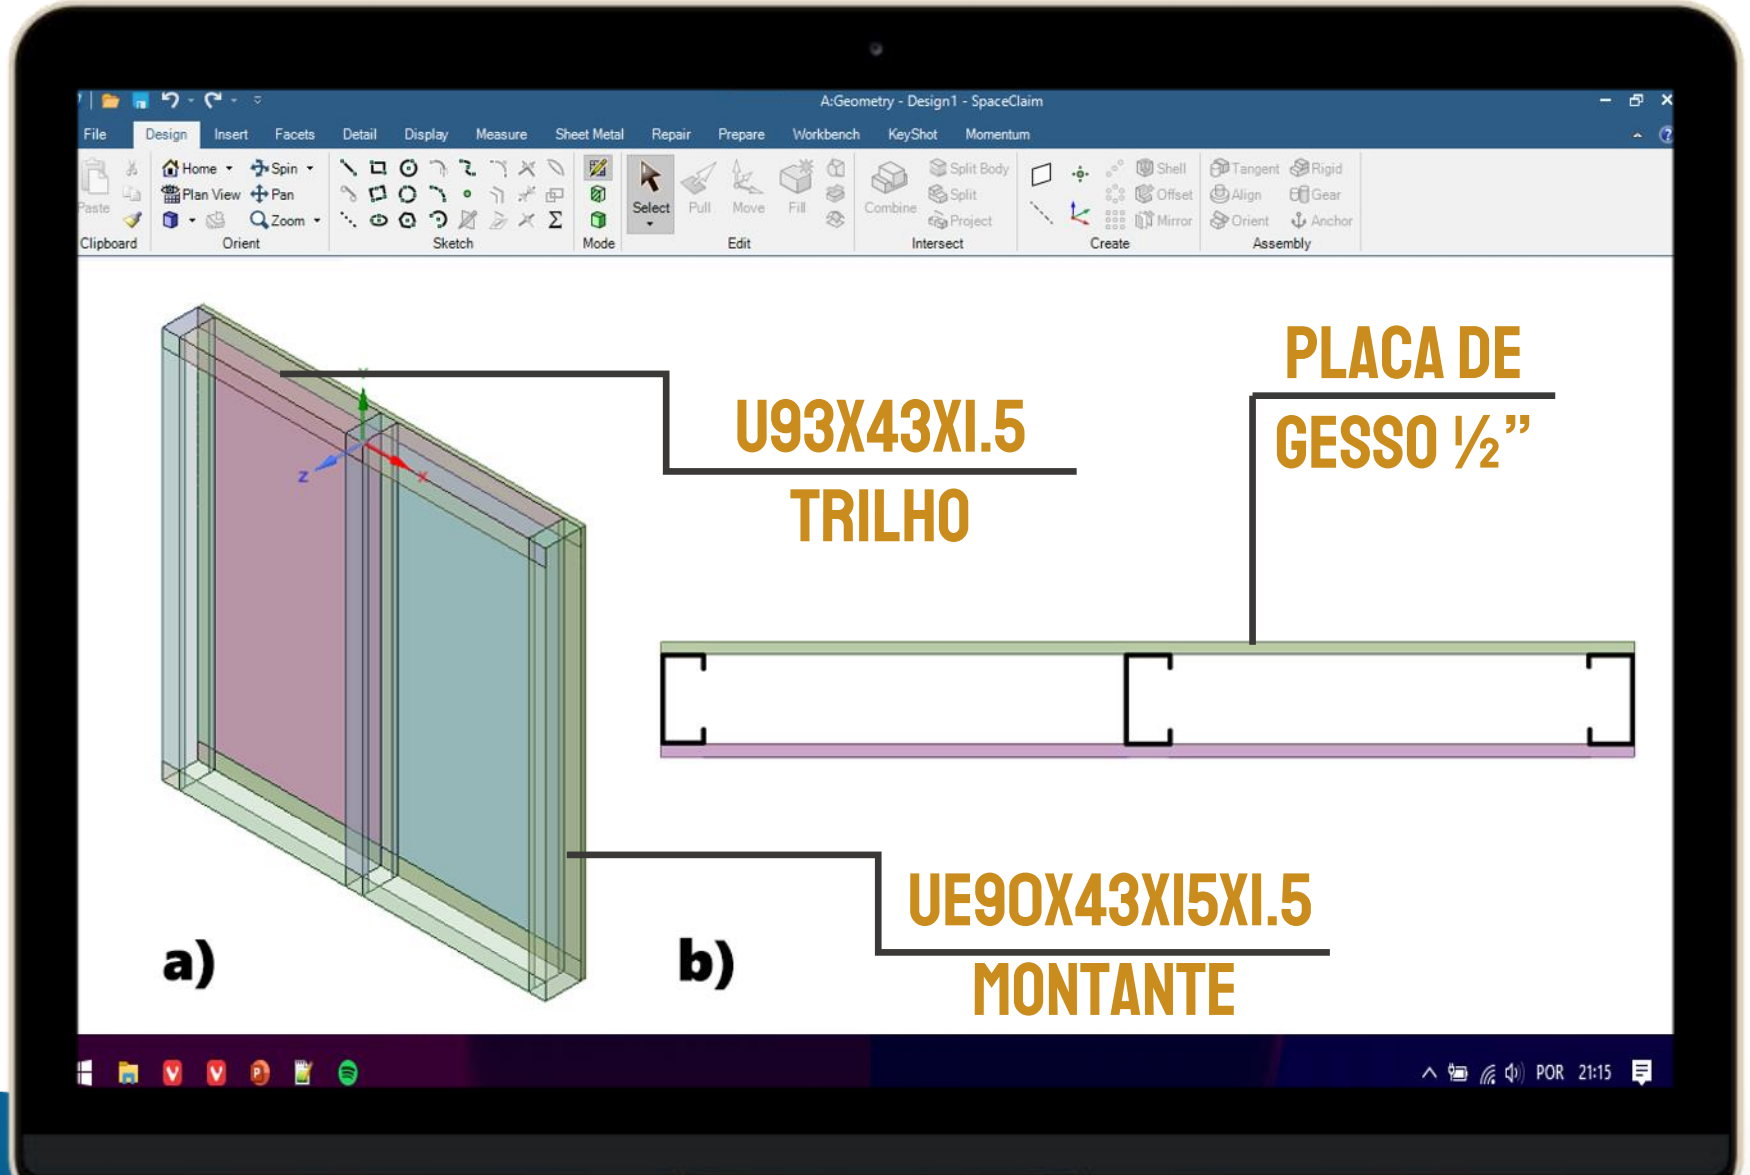 A:Geometry - Design1 - SpaceClaim
File Design Insert Facets Detail Display Measure Sheet Metal Repair Prepare Workbench KeyShot Momentum
Home Spin Select Pull Move Fill Combine Split Body Shell Tangent Rigid
Paste Plan View Pan Split Offset Align Gear
Zoom Project Mirror Orient Anchor
Clipboard Orient Sketch Mode Edit Intersect Create Assembly
PLACA DE
GESSO ½”
U93X43X1.5
TRILHO
Y
Z X
UE90X43X15X1.5
MONTANTE
a)
b)
POR 21:15